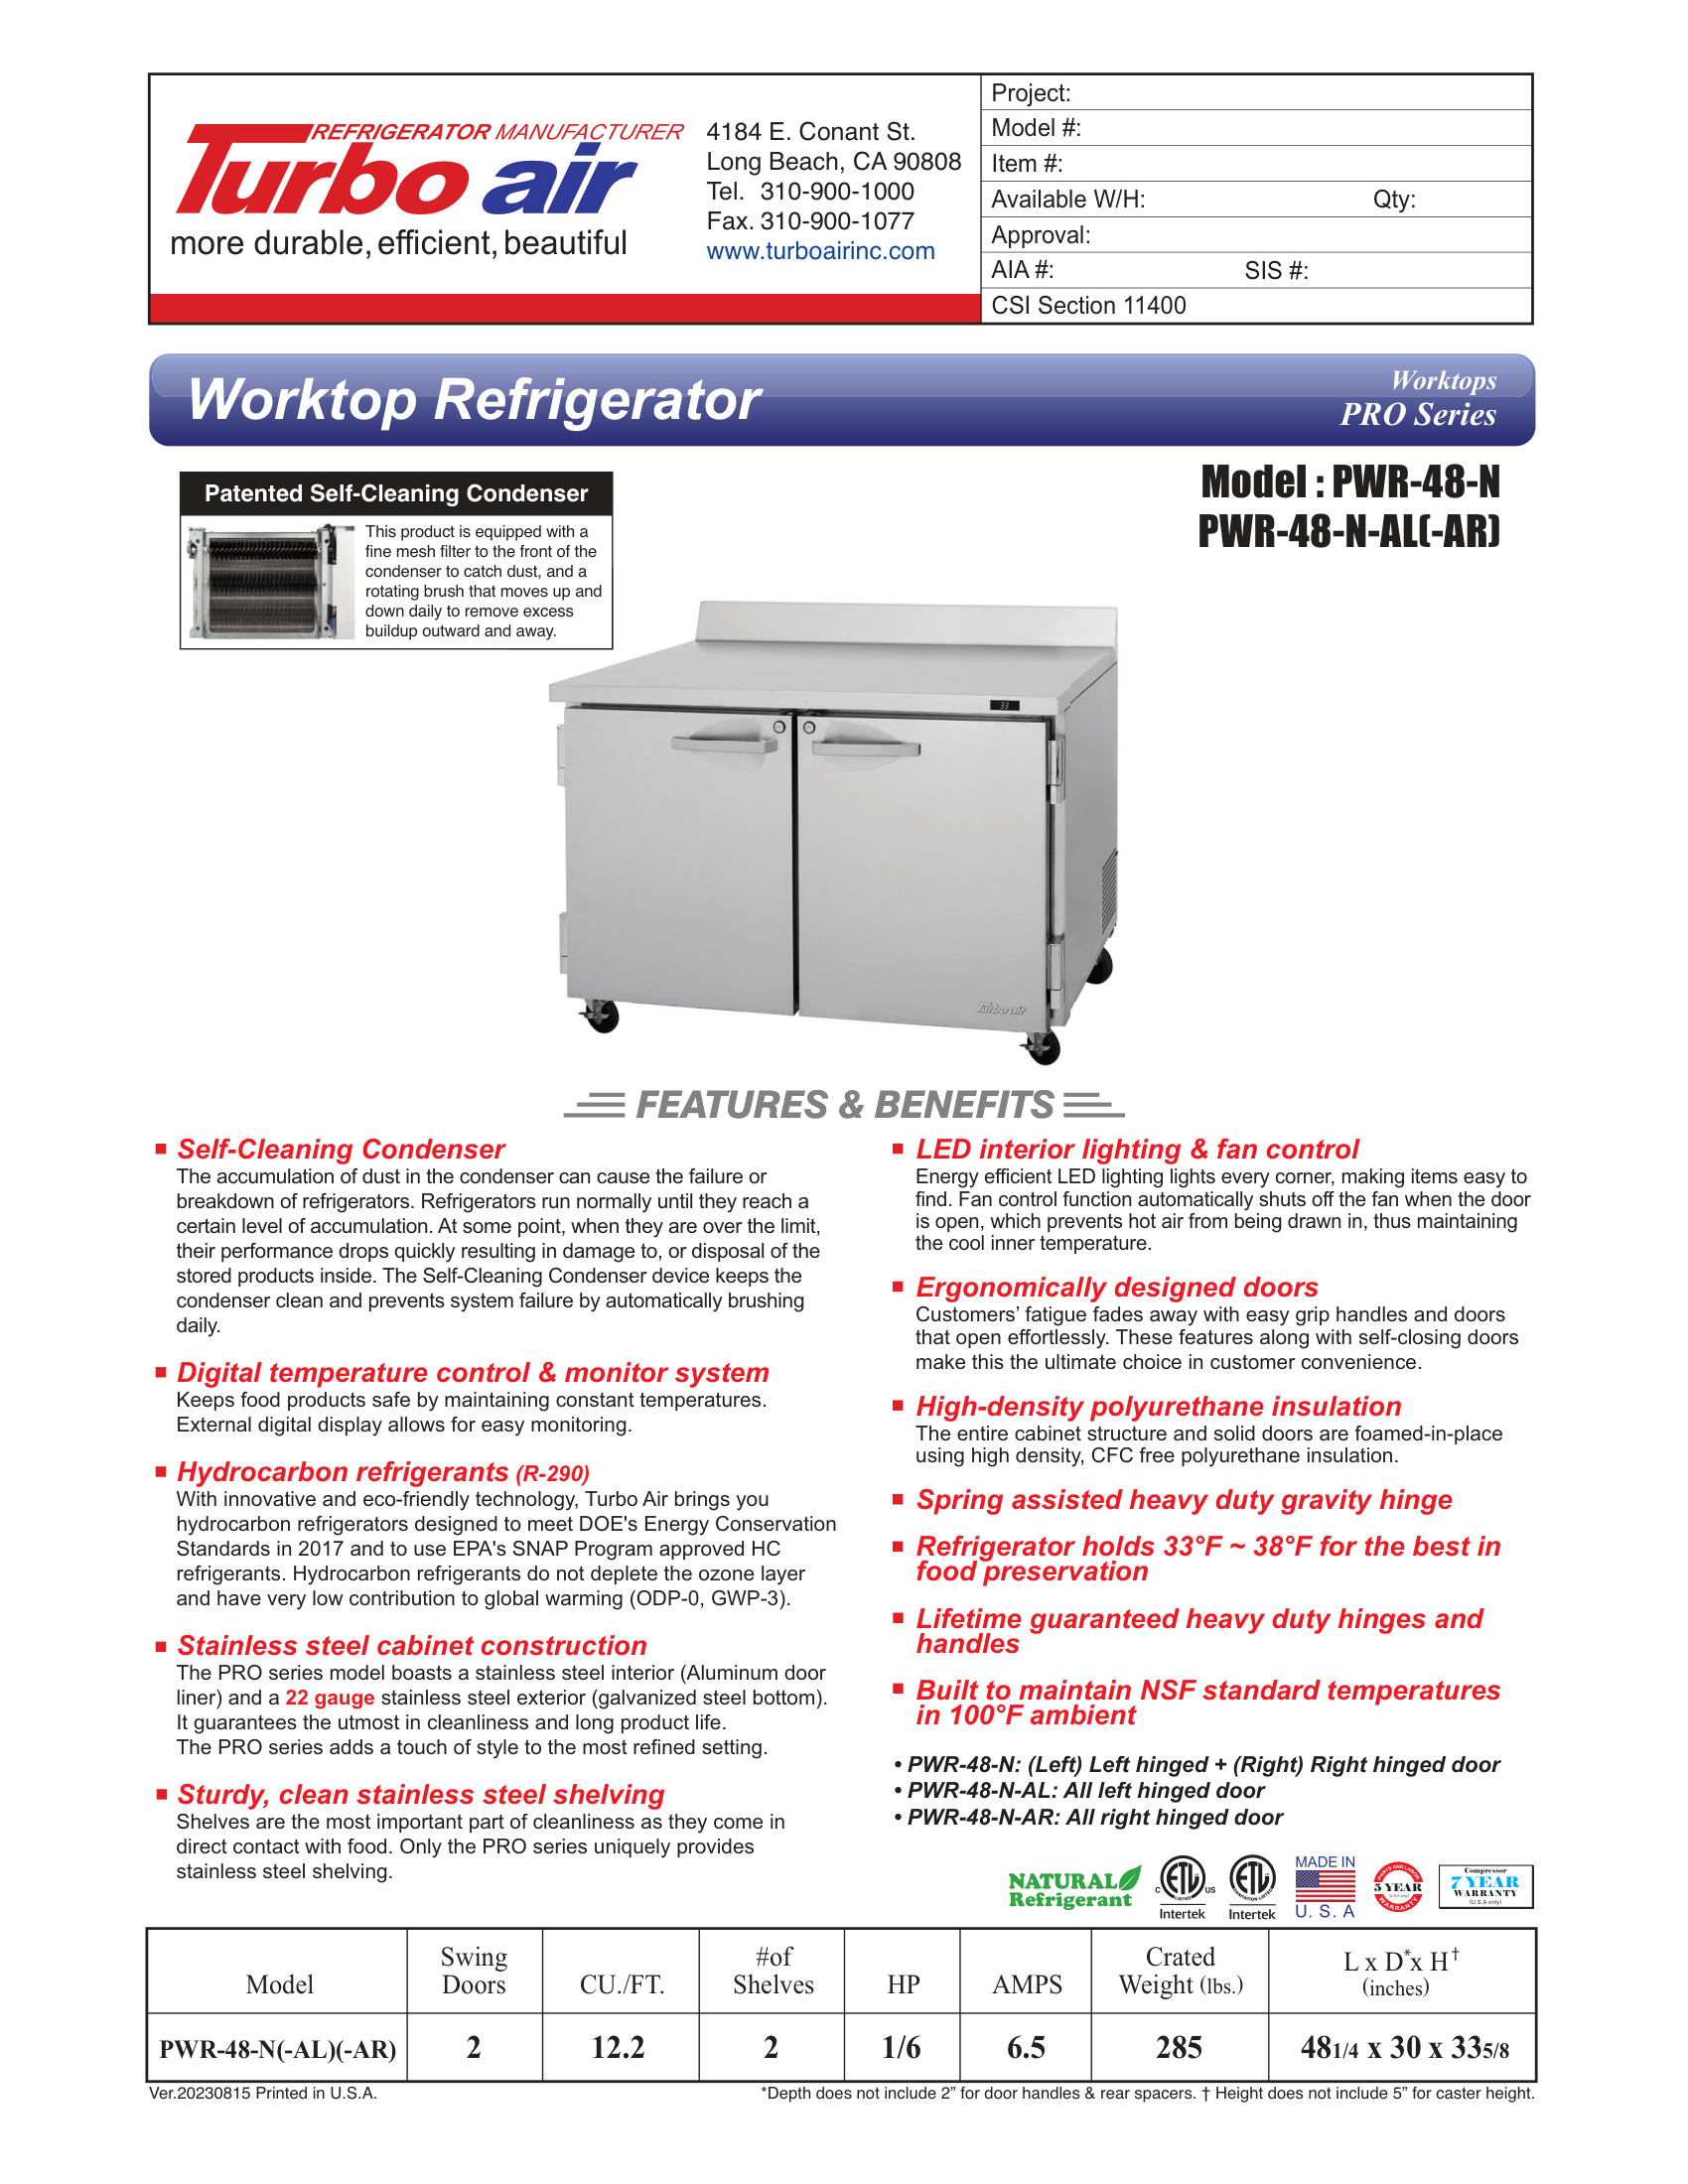 REFRIGERATOR MANUFACTURER
Turbo air
more durable, efficient, beautiful
4184 E. Conant St.
Long Beach, CA 90808
Tel. 310-900-1000
Fax. 310-900-1077
www.turboairinc.com
Project:
Model #:
Item #:
Available W/H: Qty:
Approval:
AIA #: SIS #:
CSI Section 11400
Worktop Refrigerator
Worktops
PRO Series
Model : PWR-48-N
PWR-48-N-AL(-AR)
Patented Self-Cleaning Condenser
This product is equipped with a
fine mesh filter to the front of the
condenser to catch dust, and a
rotating brush that moves up and
down daily to remove excess
buildup outward and away.
33
Turbo air
FEATURES & BENEFITS
■ Self-Cleaning Condenser
The accumulation of dust in the condenser can cause the failure or
breakdown of refrigerators. Refrigerators run normally until they reach a
certain level of accumulation. At some point, when they are over the limit,
their performance drops quickly resulting in damage to, or disposal of the
stored products inside. The Self-Cleaning Condenser device keeps the
condenser clean and prevents system failure by automatically brushing
daily.
■ Digital temperature control & monitor system
Keeps food products safe by maintaining constant temperatures.
External digital display allows for easy monitoring.
■ Hydrocarbon refrigerants (R-290)
With innovative and eco-friendly technology, Turbo Air brings you
hydrocarbon refrigerators designed to meet DOE's Energy Conservation
Standards in 2017 and to use EPA's SNAP Program approved HC
refrigerants. Hydrocarbon refrigerants do not deplete the ozone layer
and have very low contribution to global warming (ODP-0, GWP-3).
■ Stainless steel cabinet construction
The PRO series model boasts a stainless steel interior (Aluminum door
liner) and a 22 gauge stainless steel exterior (galvanized steel bottom).
It guarantees the utmost in cleanliness and long product life.
The PRO series adds a touch of style to the most refined setting.
■ Sturdy, clean stainless steel shelving
Shelves are the most important part of cleanliness as they come in
direct contact with food. Only the PRO series uniquely provides
stainless steel shelving.
■ LED interior lighting & fan control
Energy efficient LED lighting lights every corner, making items easy to
find. Fan control function automatically shuts off the fan when the door
is open, which prevents hot air from being drawn in, thus maintaining
the cool inner temperature.
■ Ergonomically designed doors
Customers’ fatigue fades away with easy grip handles and doors
that open effortlessly. These features along with self-closing doors
make this the ultimate choice in customer convenience.
■ High-density polyurethane insulation
The entire cabinet structure and solid doors are foamed-in-place
using high density, CFC free polyurethane insulation.
■ Spring assisted heavy duty gravity hinge
■ Refrigerator holds 33°F ~ 38°F for the best in
food preservation
■ Lifetime guaranteed heavy duty hinges and
handles
■ Built to maintain NSF standard temperatures
in 100°F ambient
• PWR-48-N: (Left) Left hinged + (Right) Right hinged door
• PWR-48-N-AL: All left hinged door
• PWR-48-N-AR: All right hinged door
NATURAL
Refrigerant
C ETL US
LISTED
Intertek
ETL
SANITATION LISTED
Intertek
MADE IN
U. S. A
PARTS AND LABOR
5 YEAR
(U.S.A only)
WARRANTY
Compressor
7 YEAR
WARRANTY
(U.S.A only)
Model Swing Doors CU./FT. #of Shelves HP AMPS Crated Weight (lbs.) L x D* x H† (inches)
PWR-48-N(-AL)(-AR) 2 12.2 2 1/6 6.5 285 481/4 x 30 x 335/8
Ver.20230815 Printed in U.S.A.
*Depth does not include 2” for door handles & rear spacers. † Height does not include 5” for caster height.